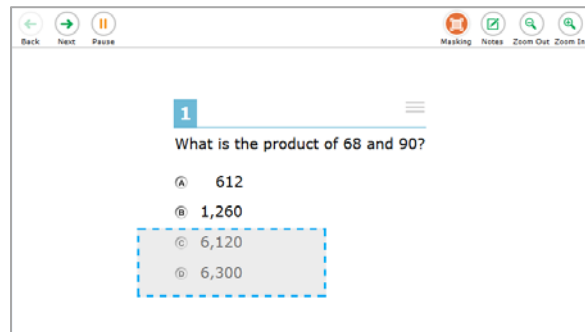 Back Next Pause Masking Notes Zoom Out Zoom In
1
What is the product of 68 and 90?
A 612
B 1,260
C 6,120
D 6,300